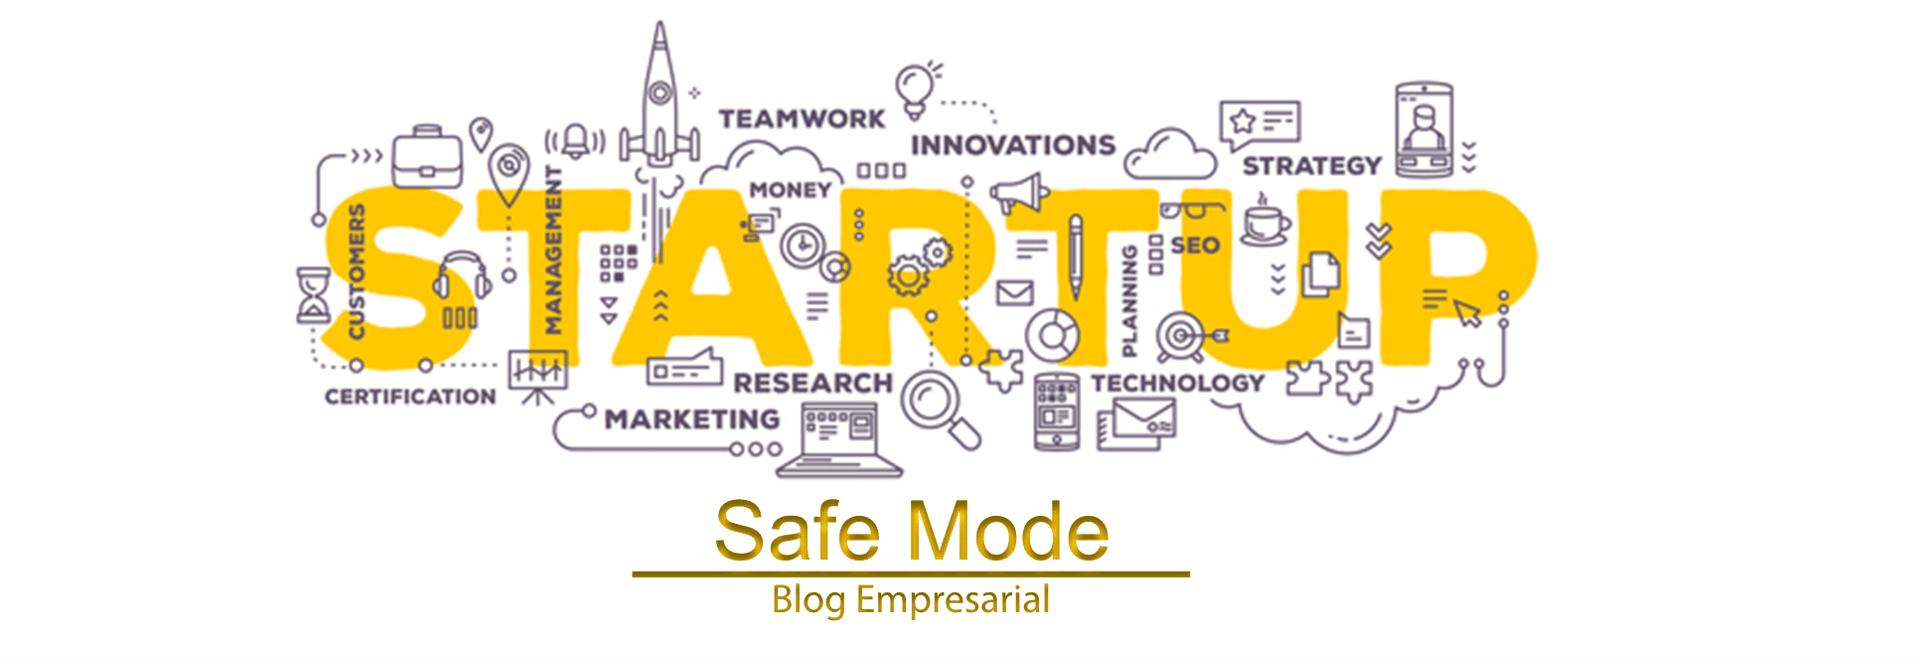 TEAMWORK
INNOVATIONS
STRATEGY
MONEY
STARTUP
CUSTOMERS
MANAGEMENT
PLANNING
SEO
CERTIFICATION
RESEARCH
TECHNOLOGY
MARKETING
Safe Mode
Blog Empresarial